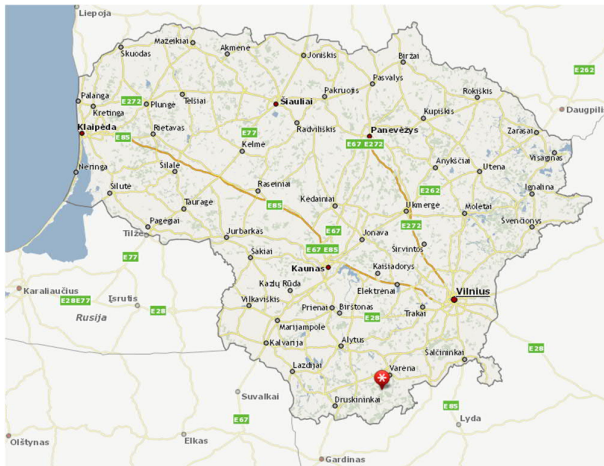 Liepoja
Mažeikiai
Skuodas
Akmenė
Joniškis
Biržai
E262
Palanga
E272
Plungė
Telšiai
Šiauliai
Pakruojis
Pasvalys
Rokiškis
Kretinga
Daugpilis
Klaipėda
E85
Rietavas
E77
Radviliškis
Panevėžys
Kupiškis
Zarasai
E67 E272
Kelmė
Visaginas
Neringa
Šilalė
Anykščiai
Utena
Šilutė
Raseiniai
E262
Ignalina
Tauragė
E85
Kėdainiai
Ukmergė
Molėtai
Pagėgiai
E272
Švenčionys
Tilžė
Jurbarkas
E67
Jonava
E77
Šakiai
E67 E85
Širvintos
Kaunas
Kaisiadorys
Karaliaučius
Kazlų Rūda
Elektrėnai
Vilnius
E28E77
Įsrutis
E28
Vilkaviškis
Prienai
Birštonas
Trakai
Rusija
E28
Marijampolė
Kalvarija
Alytus
Šalčininkai
E28
Lazdijai
Varėna
Suvalkai
Druskininkai
E85
E67
Lyda
Olštynas
Elkas
Gardinas